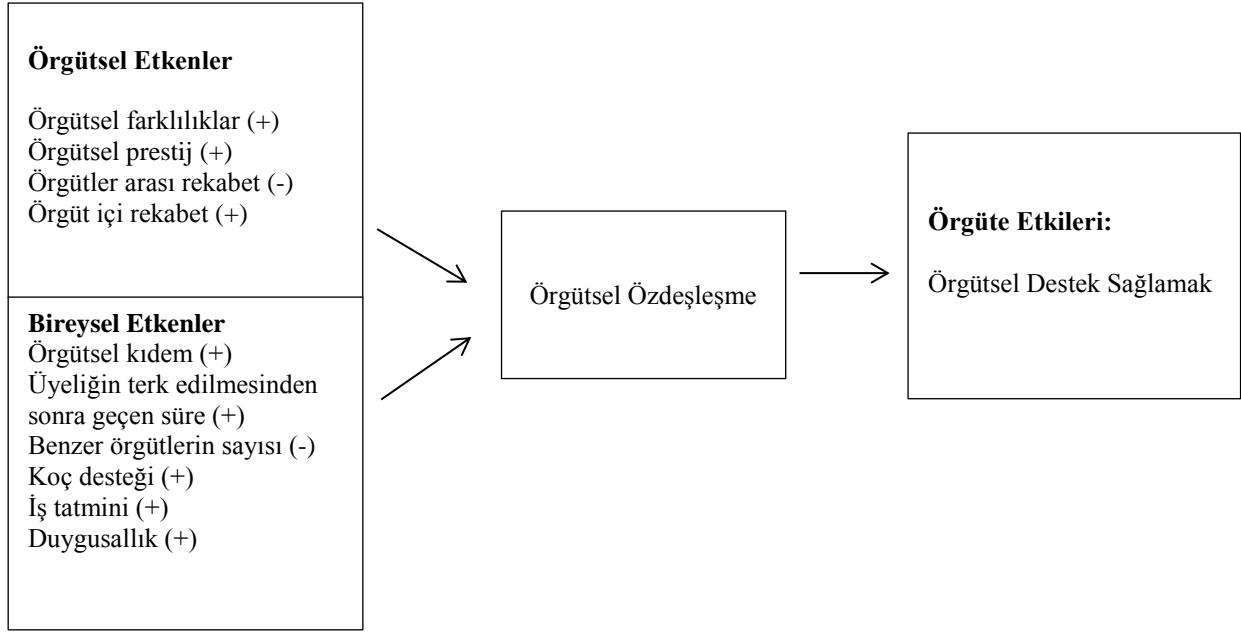 Örgütsel Etkenler
Örgütsel farklılıklar (+)
Örgütsel prestij (+)
Örgütler arası rekabet (-)
Örgüt içi rekabet (+)
Bireysel Etkenler
Örgütsel kıdem (+)
Üyeliğin terk edilmesinden
sonra geçen süre (+)
Benzer örgütlerin sayısı (-)
Koç desteği (+)
İş tatmini (+)
Duygusallık (+)
Örgütsel Özdeşleşme
Örgüte Etkileri:
Örgütsel Destek Sağlamak